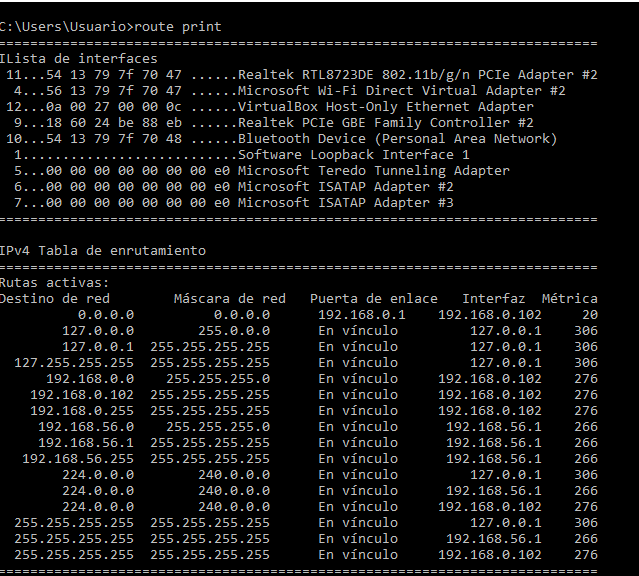 C:\Users\Usuario>route print
===========================================================================
ILista de interfaces
 11...54 13 79 7f 70 47 ......Realtek RTL8723DE 802.11b/g/n PCIe Adapter #2
  4...56 13 79 7f 70 47 ......Microsoft Wi-Fi Direct Virtual Adapter #2
 12...0a 00 27 00 00 0c ......VirtualBox Host-Only Ethernet Adapter
  9...18 60 24 be 88 eb ......Realtek PCIe GBE Family Controller #2
 10...54 13 79 7f 70 48 ......Bluetooth Device (Personal Area Network)
  1...........................Software Loopback Interface 1
  5...00 00 00 00 00 00 00 e0 Microsoft Teredo Tunneling Adapter
  6...00 00 00 00 00 00 00 e0 Microsoft ISATAP Adapter #2
  7...00 00 00 00 00 00 00 e0 Microsoft ISATAP Adapter #3
===========================================================================
IPv4 Tabla de enrutamiento
===========================================================================
Rutas activas:
Destino de red        Máscara de red   Puerta de enlace   Interfaz  Métrica
          0.0.0.0          0.0.0.0      192.168.0.1    192.168.0.102     20
        127.0.0.0        255.0.0.0      En vínculo         127.0.0.1    306
        127.0.0.1  255.255.255.255      En vínculo         127.0.0.1    306
  127.255.255.255  255.255.255.255      En vínculo         127.0.0.1    306
      192.168.0.0    255.255.255.0      En vínculo     192.168.0.102    276
    192.168.0.102  255.255.255.255      En vínculo     192.168.0.102    276
    192.168.0.255  255.255.255.255      En vínculo     192.168.0.102    276
     192.168.56.0    255.255.255.0      En vínculo      192.168.56.1    266
     192.168.56.1  255.255.255.255      En vínculo      192.168.56.1    266
   192.168.56.255  255.255.255.255      En vínculo      192.168.56.1    266
        224.0.0.0        240.0.0.0      En vínculo         127.0.0.1    306
        224.0.0.0        240.0.0.0      En vínculo      192.168.56.1    266
        224.0.0.0        240.0.0.0      En vínculo     192.168.0.102    276
  255.255.255.255  255.255.255.255      En vínculo         127.0.0.1    306
  255.255.255.255  255.255.255.255      En vínculo      192.168.56.1    266
  255.255.255.255  255.255.255.255      En vínculo     192.168.0.102    276
===========================================================================